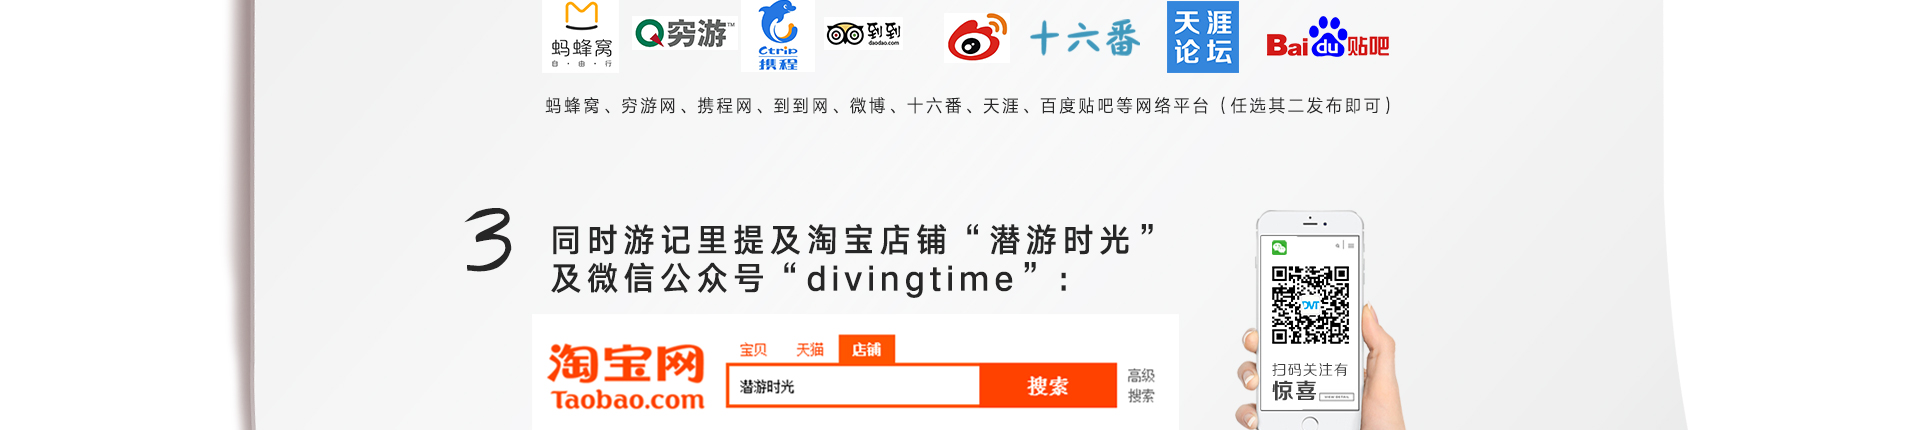 蚂蜂窝
自·由·行
Q穷游™
Ctrip
携程
到到
daodao.com
十六番
天涯
论坛
Bai du 贴吧
蚂蜂窝、穷游网、携程网、到到网、微博、十六番、天涯、百度贴吧等网络平台（任选其二发布即可）
3
同时游记里提及淘宝店铺“潜游时光”
及微信公众号“divingtime”：
淘宝网
Taobao.com
宝贝 天猫 店铺
潜游时光
搜索
高级
搜索
DVT
扫码关注有
惊喜